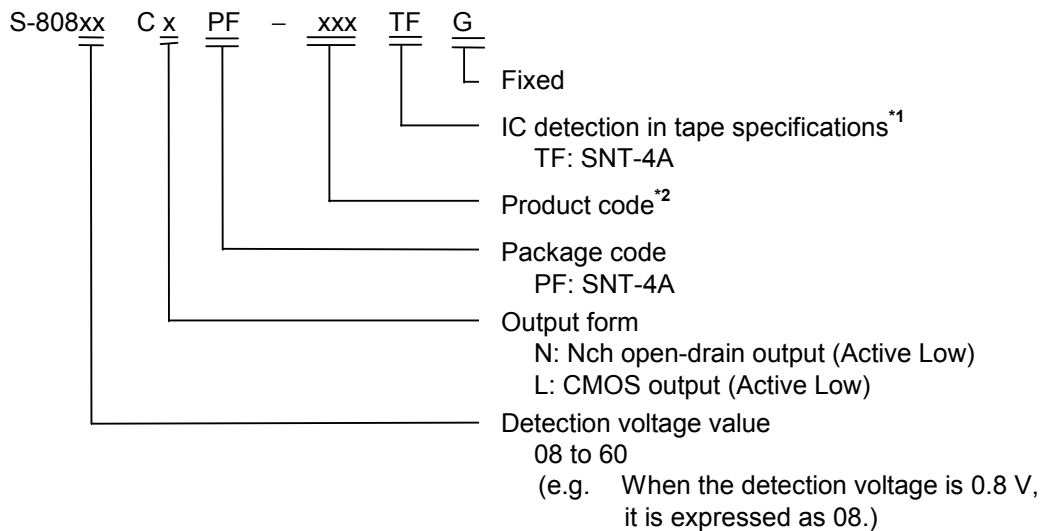 S-808xx C x PF – xxx TF G
Fixed
IC detection in tape specifications*1
TF: SNT-4A
Product code*2
Package code
PF: SNT-4A
Output form
N: Nch open-drain output (Active Low)
L: CMOS output (Active Low)
Detection voltage value
08 to 60
(e.g. When the detection voltage is 0.8 V,
it is expressed as 08.)